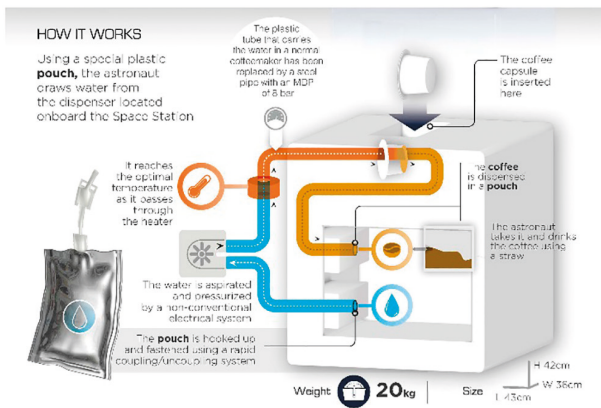 HOW IT WORKS
Using a special plastic
pouch, the astronaut
draws water from
the dispenser located
onboard the Space Station
The plastic
tube that carries
the water in a normal
coffeemaker has been
replaced by a steel
pipe with an MDP
of 8 bar
The coffee
capsule
is inserted
here
It reaches
the optimal
temperature
as it passes
through
the heater
The coffee
is dispensed
in a pouch
The astronaut
takes it and drinks
the coffee using
a straw
The water is aspirated
and pressurized
by a non-conventional
electrical system
The pouch is hooked up
and fastened using a rapid
coupling/uncoupling system
Weight 20kg
Size
H 42cm
W 36cm
L 43cm